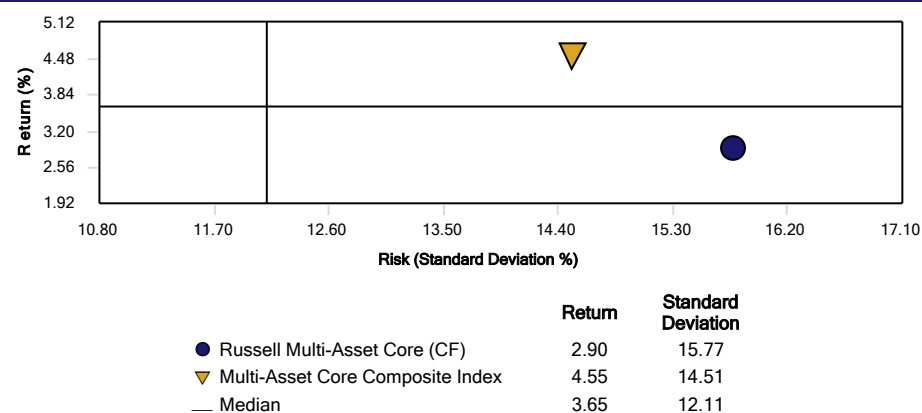 5.12
4.48
3.84
3.20
2.56
1.92
Return (%)
10.80 11.70 12.60 13.50 14.40 15.30 16.20 17.10
Risk (Standard Deviation %)
Return Standard Deviation
Russell Multi-Asset Core (CF) 2.90 15.77
Multi-Asset Core Composite Index 4.55 14.51
Median 3.65 12.11